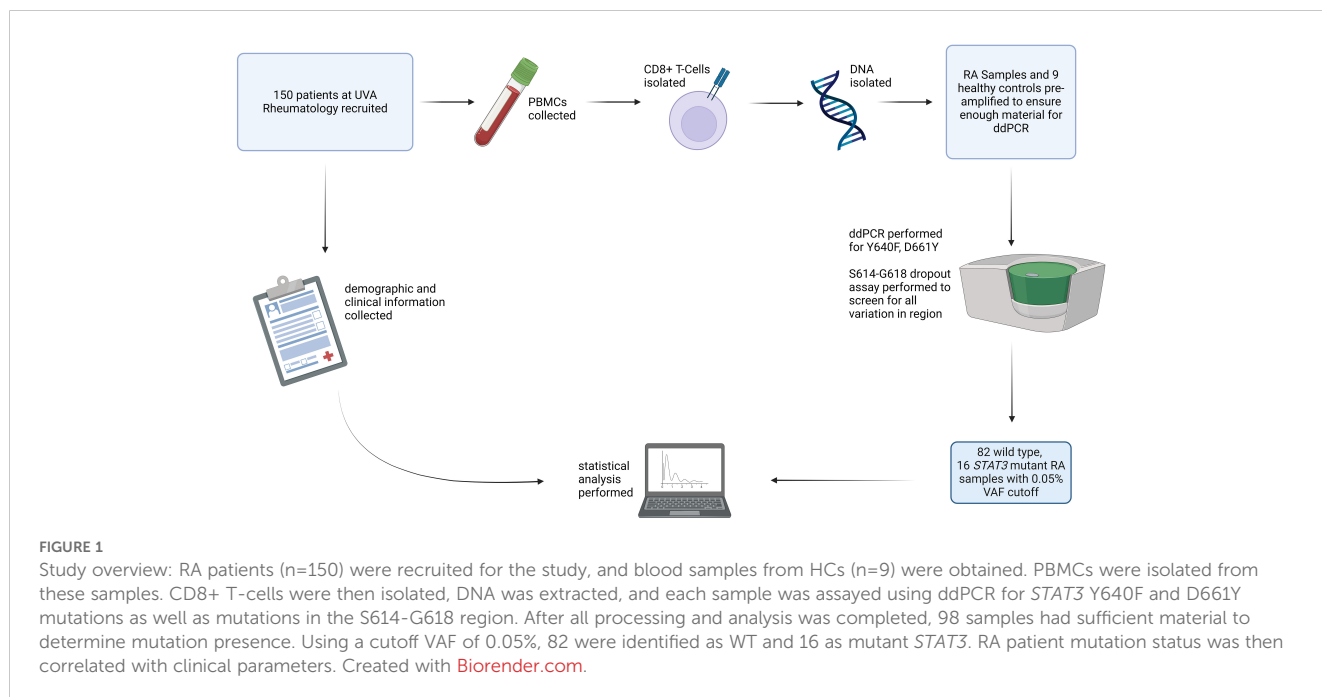 150 patients at UVA
Rheumatology recruited
PBMCs
collected
CD8+ T-Cells
isolated
DNA
isolated
RA Samples and 9
healthy controls pre-
amplified to ensure
enough material for
ddPCR
ddPCR performed
for Y640F, D661Y
S614-G618 dropout
assay performed to
screen for all
variation in region
demographic and
clinical information
collected
82 wild type,
16 STAT3 mutant RA
samples with 0.05%
VAF cutoff
statistical
analysis
performed
FIGURE 1
Study overview: RA patients (n=150) were recruited for the study, and blood samples from HCs (n=9) were obtained. PBMCs were isolated from
these samples. CD8+ T-cells were then isolated, DNA was extracted, and each sample was assayed using ddPCR for STAT3 Y640F and D661Y
mutations as well as mutations in the S614-G618 region. After all processing and analysis was completed, 98 samples had sufficient material to
determine mutation presence. Using a cutoff VAF of 0.05%, 82 were identified as WT and 16 as mutant STAT3. RA patient mutation status was then
correlated with clinical parameters. Created with Biorender.com.